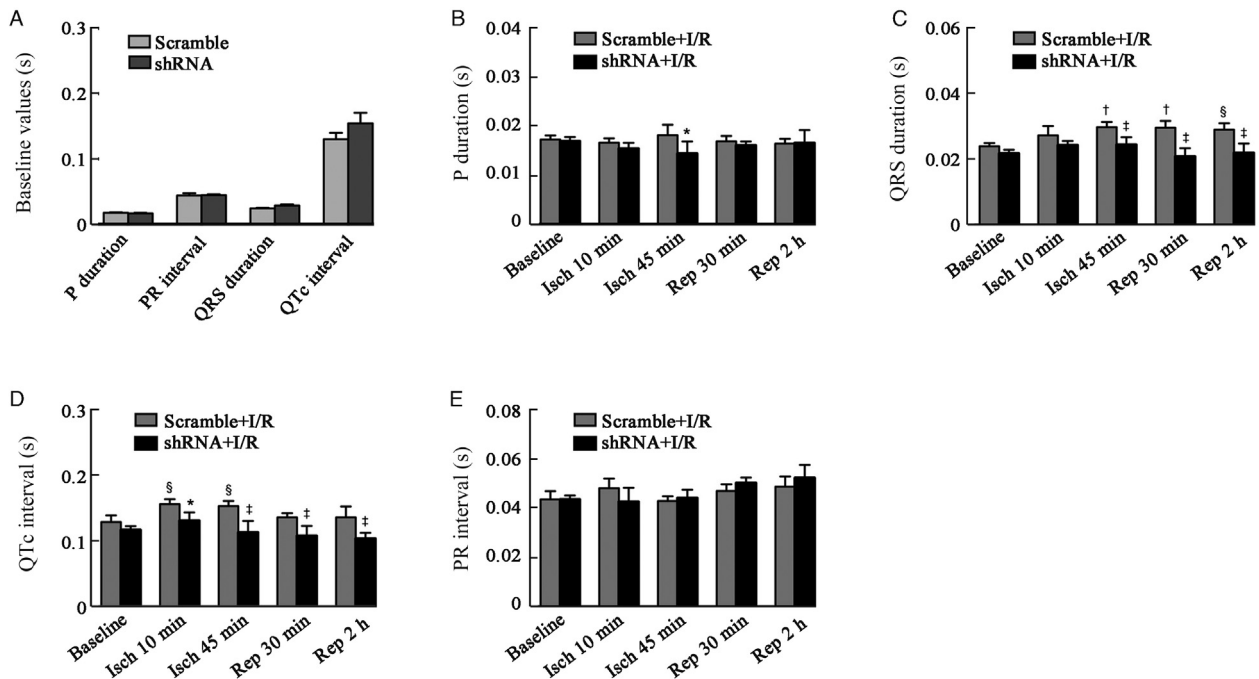 A
Baseline values (s)
0.3
0.2
0.1
0
Scramble
shRNA
P duration
PR interval
QRS duration
QTc interval
B
P duration (s)
0.04
0.03
0.02
0.01
0
Scramble+I/R
shRNA+I/R
*
Baseline
Isch 10 min
Isch 45 min
Rep 30 min
Rep 2 h
C
QRS duration (s)
0.06
0.04
0.02
0
Scramble+I/R
shRNA+I/R
† ‡ † ‡ § ‡
Baseline
Isch 10 min
Isch 45 min
Rep 30 min
Rep 2 h
D
QTc interval (s)
0.3
0.2
0.1
0
Scramble+I/R
shRNA+I/R
§ * § ‡ ‡ ‡
Baseline
Isch 10 min
Isch 45 min
Rep 30 min
Rep 2 h
E
PR interval (s)
0.08
0.06
0.04
0.02
0
Scramble+I/R
shRNA+I/R
Baseline
Isch 10 min
Isch 45 min
Rep 30 min
Rep 2 h